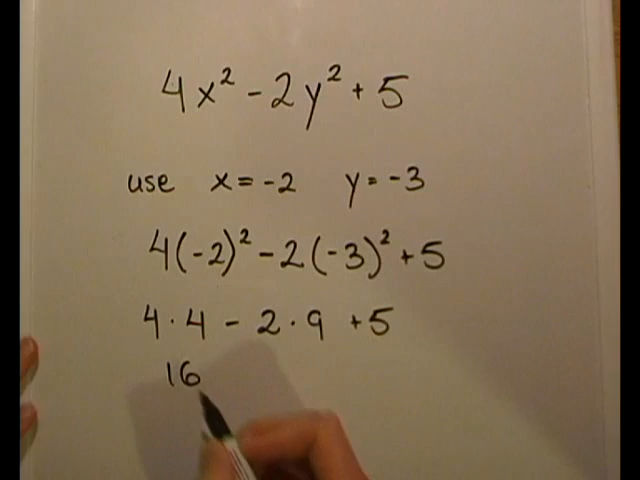 4x² - 2y² + 5
use x = -2 y = -3
4(-2)² - 2(-3)² + 5
4 · 4 - 2 · 9 + 5
16